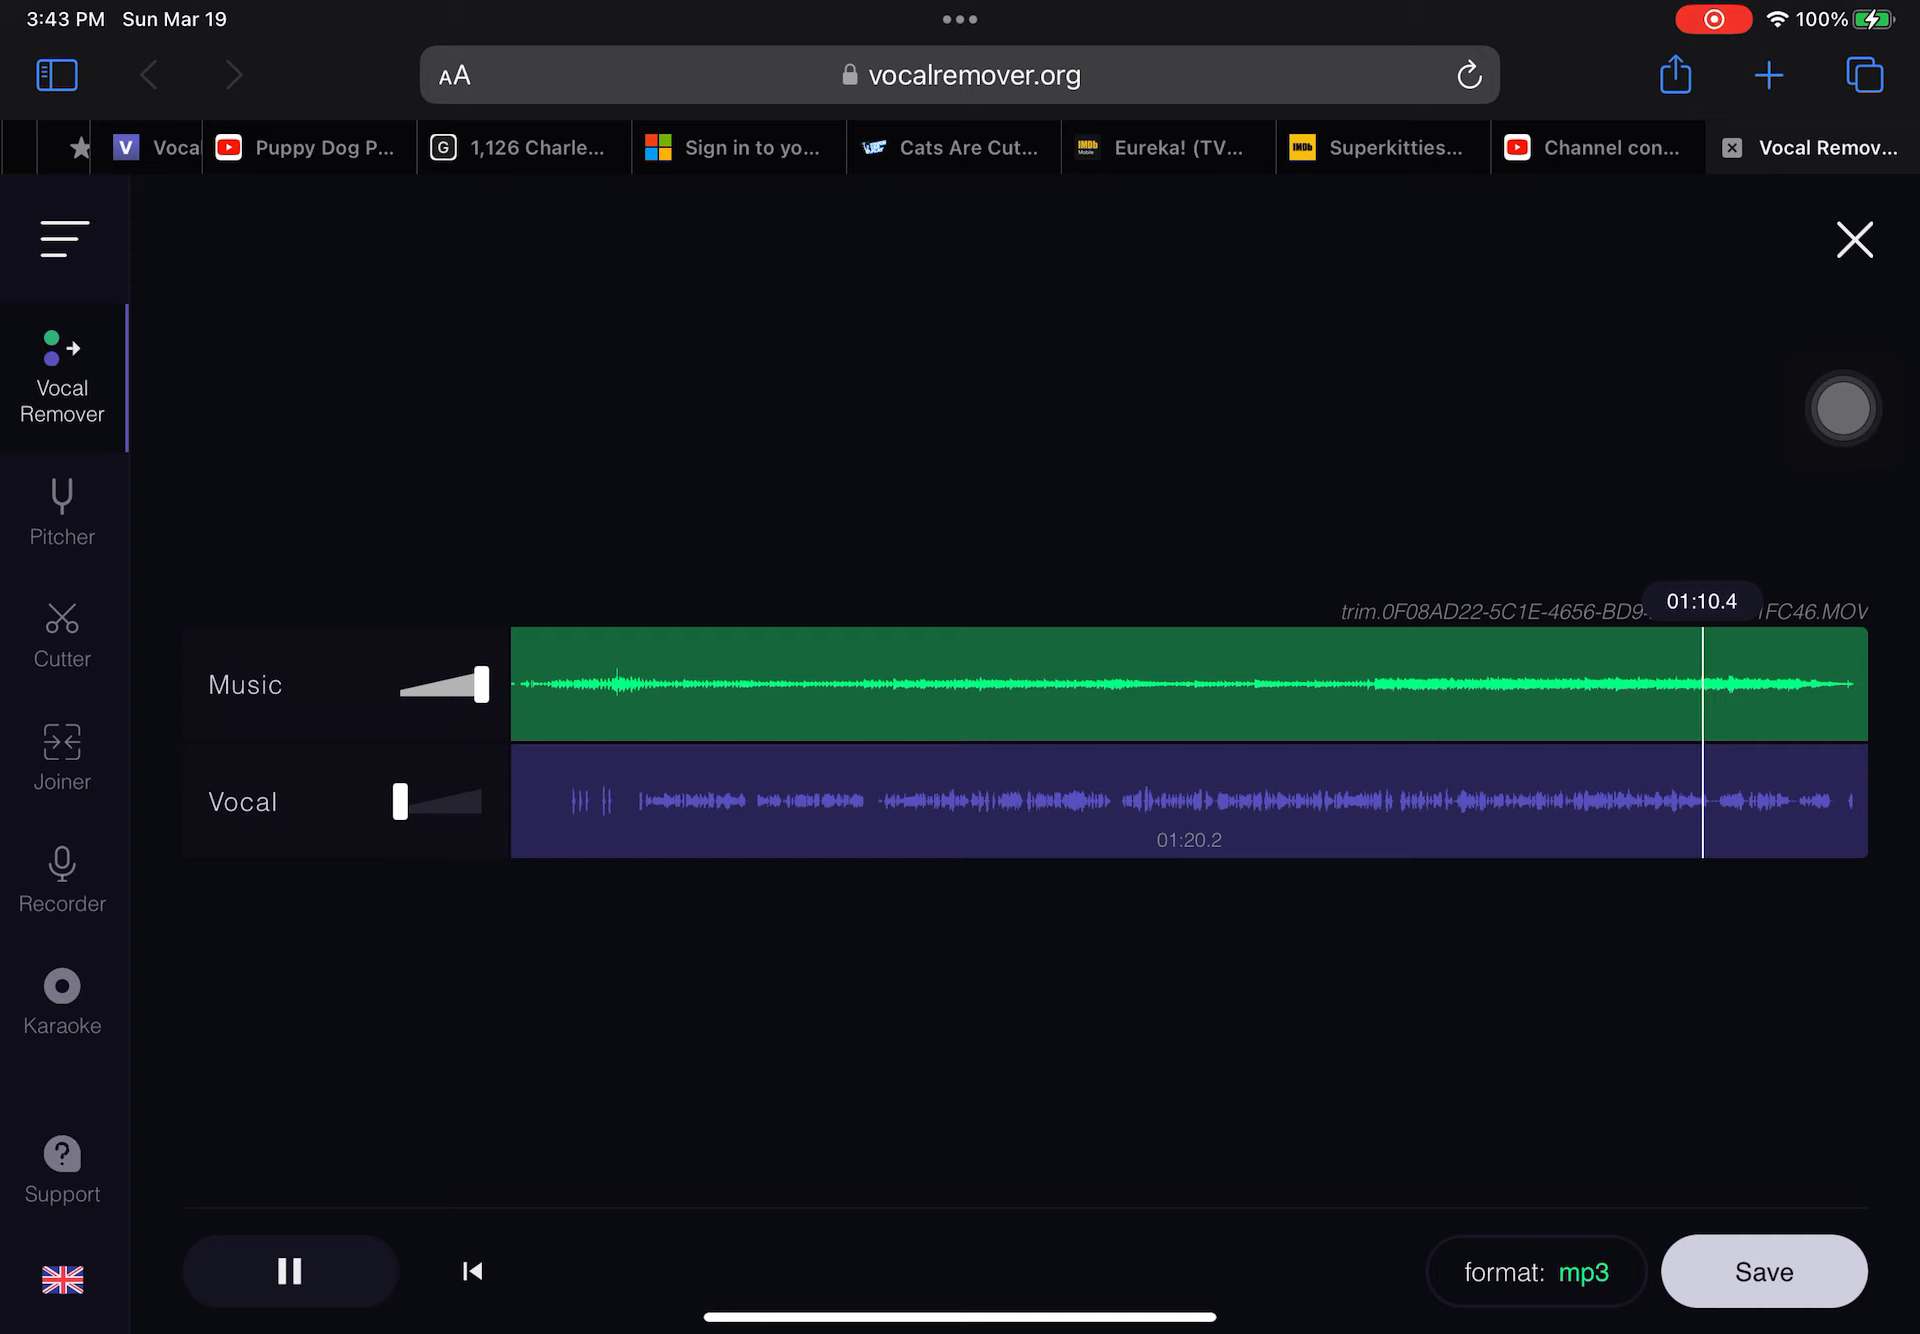 3:43 PM Sun Mar 19
100%
AA
vocalremover.org
Voca
Puppy Dog P...
G
1,126 Charle...
Sign in to yo...
Cats Are Cut...
IMDb
Eureka! (TV...
IMDb
Superkitties...
Channel con...
Vocal Remov...
Vocal
Remover
Pitcher
Cutter
Joiner
Recorder
Karaoke
Support
01:10.4
trim.0F08AD22-5C1E-4656-BD9
FC46.MOV
Music
Vocal
01:20.2
format: mp3
Save